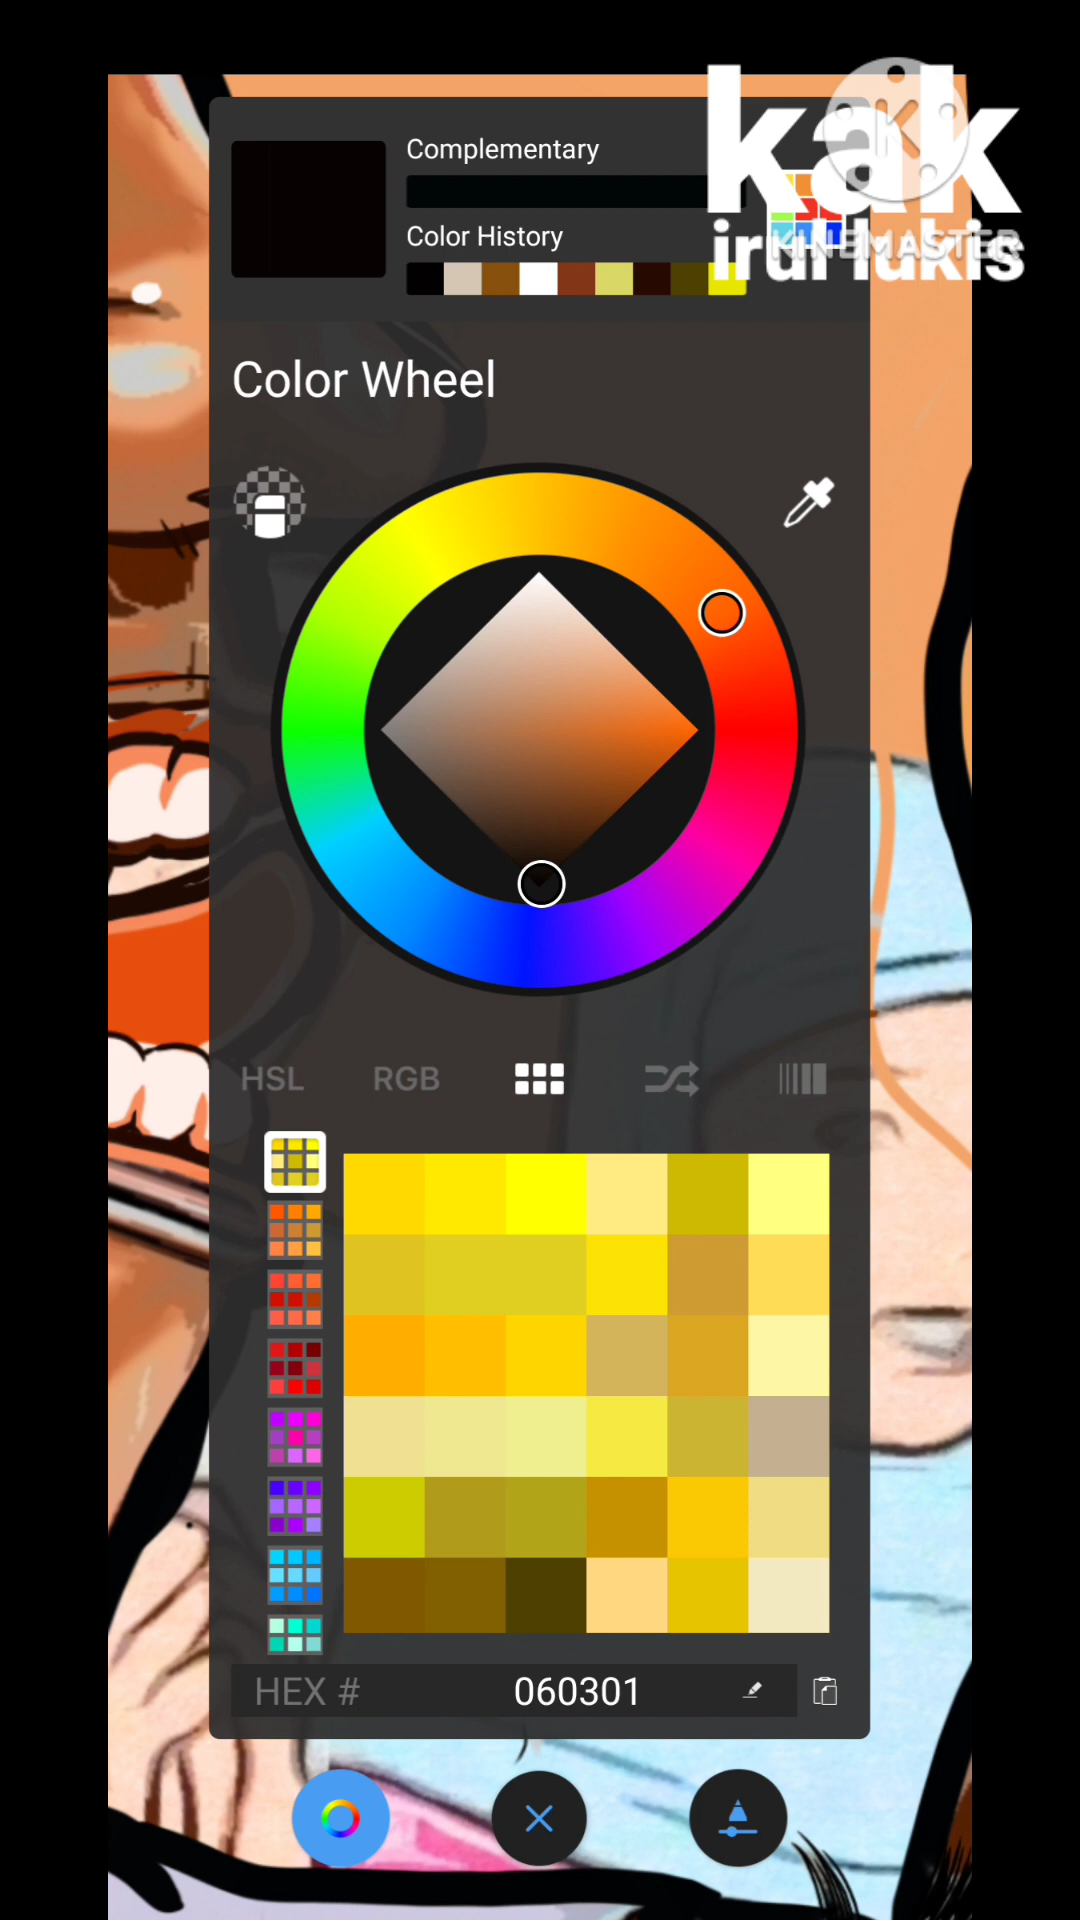 kak
irul lukis
KINEMASTER
Complementary
Color History
Color Wheel
HSL RGB
HEX # 060301